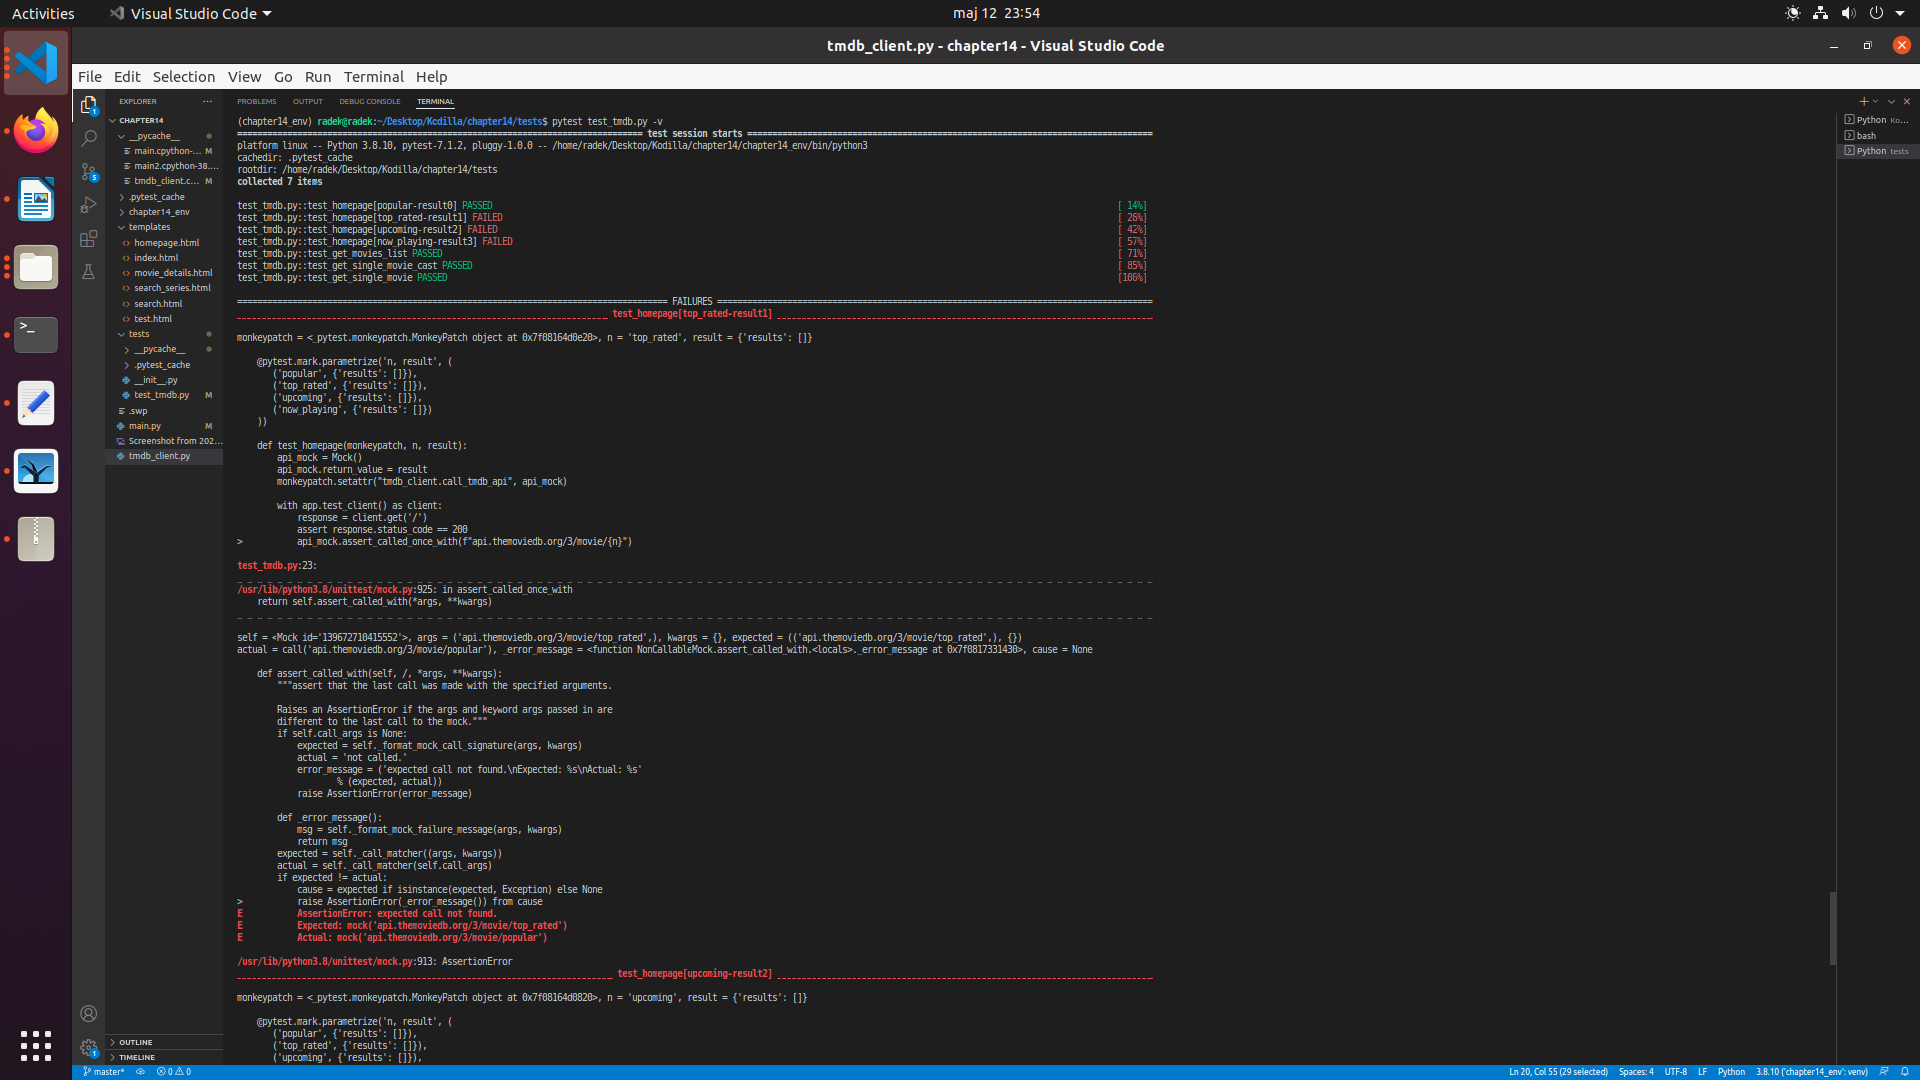 Activities
Visual Studio Code
maj 12 23:54
tmdb_client.py - chapter14 - Visual Studio Code
File Edit Selection View Go Run Terminal Help
EXPLORER
CHAPTER14
__pycache__
main.cpython-... M
main2.cpython-38....
tmdb_client.c... M
.pytest_cache
chapter14_env
templates
homepage.html
index.html
movie_details.html
search_series.html
search.html
test.html
tests
__pycache__
.pytest_cache
__init__.py
test_tmdb.py M
.swp
main.py M
Screenshot from 202...
tmdb_client.py
OUTLINE
TIMELINE
PROBLEMS OUTPUT DEBUG CONSOLE TERMINAL
(chapter14_env) radek@radek:~/Desktop/Kodilla/chapter14/tests$ pytest test_tmdb.py -v
test session starts
platform linux -- Python 3.8.10, pytest-7.1.2, pluggy-1.0.0 -- /home/radek/Desktop/Kodilla/chapter14/chapter14_env/bin/python3
cachedir: .pytest_cache
rootdir: /home/radek/Desktop/Kodilla/chapter14/tests
collected 7 items
test_tmdb.py::test_homepage[popular-result0] PASSED [ 14%]
test_tmdb.py::test_homepage[top_rated-result1] FAILED [ 28%]
test_tmdb.py::test_homepage[upcoming-result2] FAILED [ 42%]
test_tmdb.py::test_homepage[now_playing-result3] FAILED [ 57%]
test_tmdb.py::test_get_movies_list PASSED [ 71%]
test_tmdb.py::test_get_single_movie_cast PASSED [ 85%]
test_tmdb.py::test_get_single_movie PASSED [100%]
FAILURES
test_homepage[top_rated-result1]
monkeypatch = <_pytest.monkeypatch.MonkeyPatch object at 0x7f08164d0e20>, n = 'top_rated', result = {'results': []}
@pytest.mark.parametrize('n, result', (
('popular', {'results': []}),
('top_rated', {'results': []}),
('upcoming', {'results': []}),
('now_playing', {'results': []})
))
def test_homepage(monkeypatch, n, result):
api_mock = Mock()
api_mock.return_value = result
monkeypatch.setattr("tmdb_client.call_tmdb_api", api_mock)
with app.test_client() as client:
response = client.get('/')
assert response.status_code == 200
> api_mock.assert_called_once_with(f"api.themoviedb.org/3/movie/{n}")
test_tmdb.py:23:
_ _ _ _ _ _ _ _ _ _ _ _ _ _ _ _ _ _ _ _
/usr/lib/python3.8/unittest/mock.py:925: in assert_called_once_with
return self.assert_called_with(*args, **kwargs)
_ _ _ _ _ _ _ _ _ _ _ _ _ _ _ _ _ _ _ _
self = <Mock id='139672710415552'>, args = ('api.themoviedb.org/3/movie/top_rated',), kwargs = {}, expected = (('api.themoviedb.org/3/movie/top_rated',), {})
actual = call('api.themoviedb.org/3/movie/popular'), _error_message = <function NonCallableMock.assert_called_with.<locals>._error_message at 0x7f0817331430>, cause = None
def assert_called_with(self, /, *args, **kwargs):
"""assert that the last call was made with the specified arguments.
Raises an AssertionError if the args and keyword args passed in are
different to the last call to the mock."""
if self.call_args is None:
expected = self._format_mock_call_signature(args, kwargs)
actual = 'not called.'
error_message = ('expected call not found.\nExpected: %s\nActual: %s'
% (expected, actual))
raise AssertionError(error_message)
def _error_message():
msg = self._format_mock_failure_message(args, kwargs)
return msg
expected = self._call_matcher((args, kwargs))
actual = self._call_matcher(self.call_args)
if expected != actual:
cause = expected if isinstance(expected, Exception) else None
> raise AssertionError(_error_message()) from cause
E AssertionError: expected call not found.
E Expected: mock('api.themoviedb.org/3/movie/top_rated')
E Actual: mock('api.themoviedb.org/3/movie/popular')
/usr/lib/python3.8/unittest/mock.py:913: AssertionError
test_homepage[upcoming-result2]
monkeypatch = <_pytest.monkeypatch.MonkeyPatch object at 0x7f08164d0820>, n = 'upcoming', result = {'results': []}
@pytest.mark.parametrize('n, result', (
('popular', {'results': []}),
('top_rated', {'results': []}),
('upcoming', {'results': []}),
Python Ko...
bash
Python tests
master* 0 0
Ln 20, Col 55 (29 selected) Spaces: 4 UTF-8 LF Python 3.8.10 ('chapter14_env': venv)